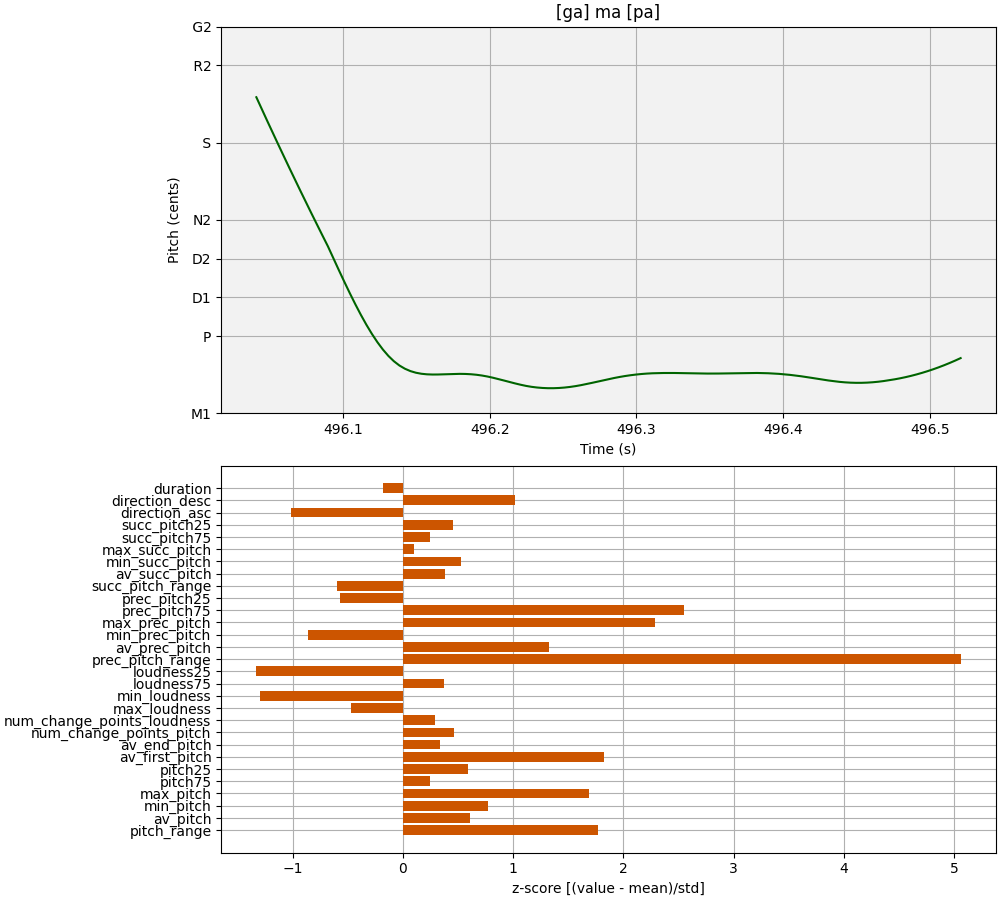 [ga] ma [pa]
G2
R2
S
N2
D2
D1
P
M1
Pitch (cents)
496.1 496.2 496.3 496.4 496.5
Time (s)
duration
direction_desc
direction_asc
succ_pitch25
succ_pitch75
max_succ_pitch
min_succ_pitch
av_succ_pitch
succ_pitch_range
prec_pitch25
prec_pitch75
max_prec_pitch
min_prec_pitch
av_prec_pitch
prec_pitch_range
loudness25
loudness75
min_loudness
max_loudness
num_change_points_loudness
num_change_points_pitch
av_end_pitch
av_first_pitch
pitch25
pitch75
max_pitch
min_pitch
av_pitch
pitch_range
−1 0 1 2 3 4 5
z-score [(value - mean)/std]